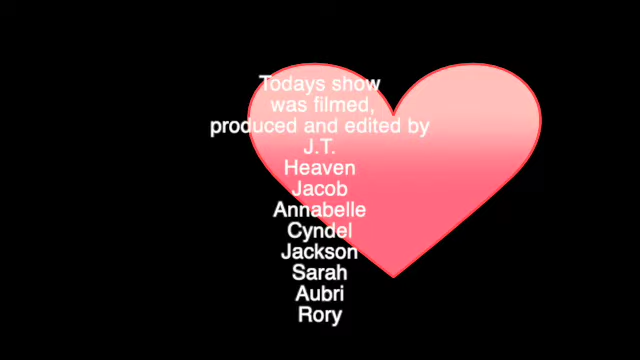 Todays show
was filmed,
produced and edited by
J.T.
Heaven
Jacob
Annabelle
Cyndel
Jackson
Sarah
Aubri
Rory